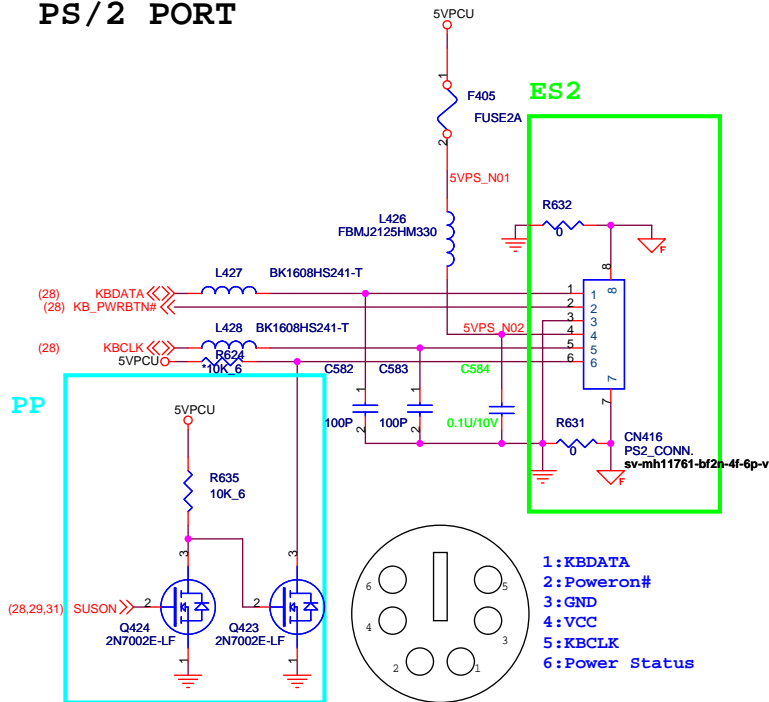 PS/2 PORT
5VPCU
1
F405
FUSE2A
2
5VPS_N01
ES2
R632
0
F
L426
FBMJ2125HM330
8
L427 BK1608HS241-T
(28) KBDATA
(28) KB_PWRBTN#
1 1 8
2 2
3 3
5VPS_N02 4 4
L428 BK1608HS241-T
(28) KBCLK
5 5
5VPCU
R624
*10K_6
6 6
7
C582 C583 C584
1 1
100P 100P 0.1U/10V
2 2
7
R631
0
F
CN416
PS2_CONN.
sv-mh11761-bf2n-4f-6p-v
PP
5VPCU
R635
10K_6
3 3
(28,29,31) SUSON 2 2
Q424 Q423
2N7002E-LF 2N7002E-LF
1 1
6 5
4 3
2 1
1:KBDATA
2:Poweron#
3:GND
4:VCC
5:KBCLK
6:Power Status